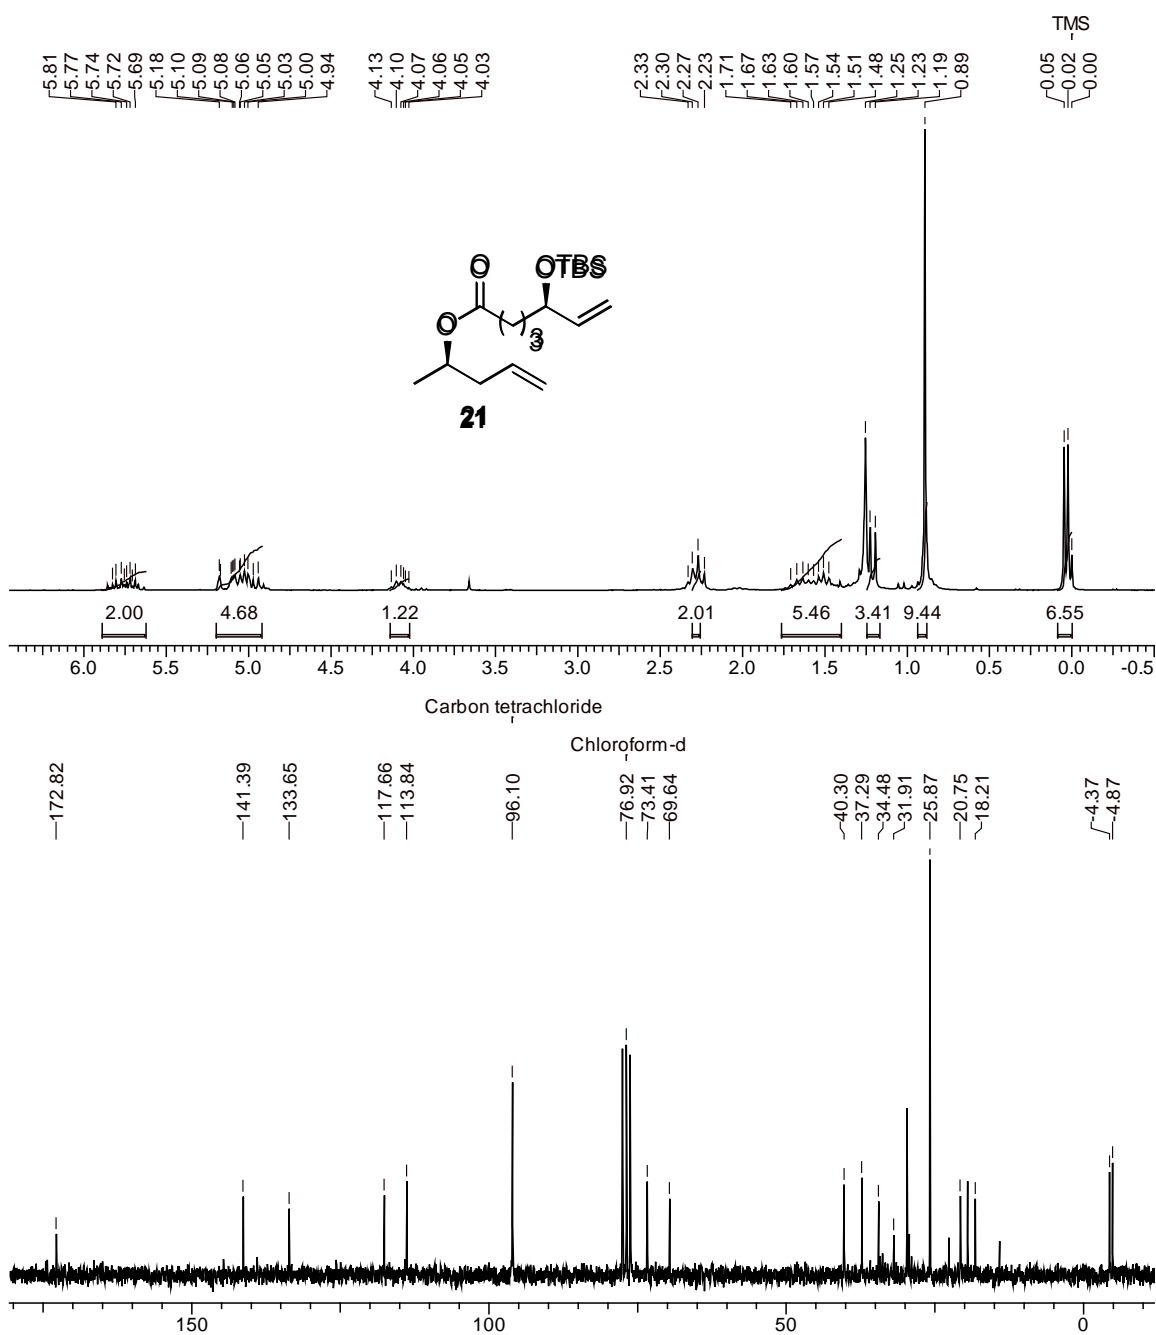 TMS
5.81 5.77 5.74 5.72 5.69 5.18 5.10 5.09 5.08 5.06 5.05 5.03 5.00 4.94 4.13 4.10 4.07 4.06 4.05 4.03 2.33 2.30 2.27 2.23 1.71 1.67 1.63 1.60 1.57 1.54 1.51 1.48 1.25 1.23 1.19 0.89 0.05 0.02 0.00
O OTBS
O
( )
3
21
2.00 4.68 1.22 2.01 5.46 3.41 9.44 6.55
6.0 5.5 5.0 4.5 4.0 3.5 3.0 2.5 2.0 1.5 1.0 0.5 0.0 -0.5
Carbon tetrachloride
Chloroform-d
172.82 141.39 133.65 117.66 113.84 96.10 76.92 73.41 69.64 40.30 37.29 34.48 31.91 25.87 20.75 18.21 -4.37 -4.87
150 100 50 0